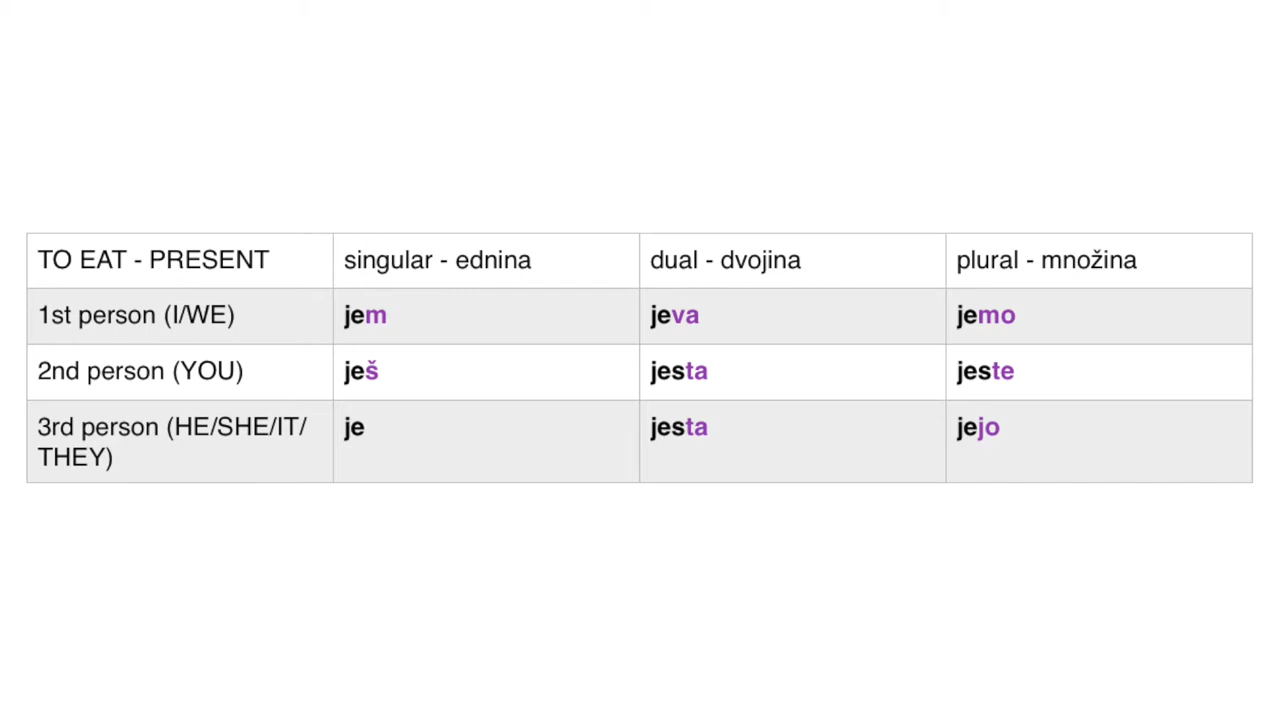 TO EAT - PRESENT singular - ednina dual - dvojina plural - množina
1st person (I/WE) jem jeva jemo
2nd person (YOU) ješ jesta jeste
3rd person (HE/SHE/IT/ je jesta jejo
THEY)